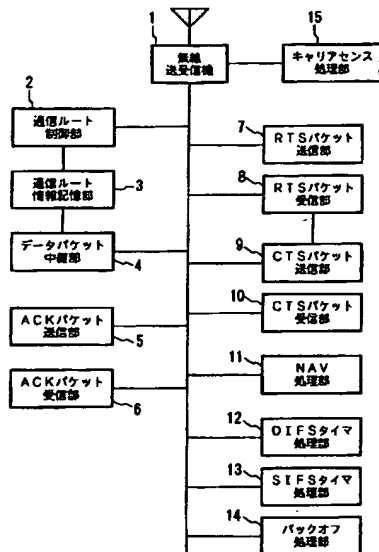 1
無線
送受信機
15
キャリアセンス
処理部
2
通信ルート
制御部
通信ルート
情報記憶部
3
データパケット
中継部
4
ACKパケット
送信部
5
ACKパケット
受信部
6
7
RTSパケット
送信部
8
RTSパケット
受信部
9
CTSパケット
送信部
10
CTSパケット
受信部
11
NAV
処理部
12
DIFSタイマ
処理部
13
SIFSタイマ
処理部
14
バックオフ
処理部